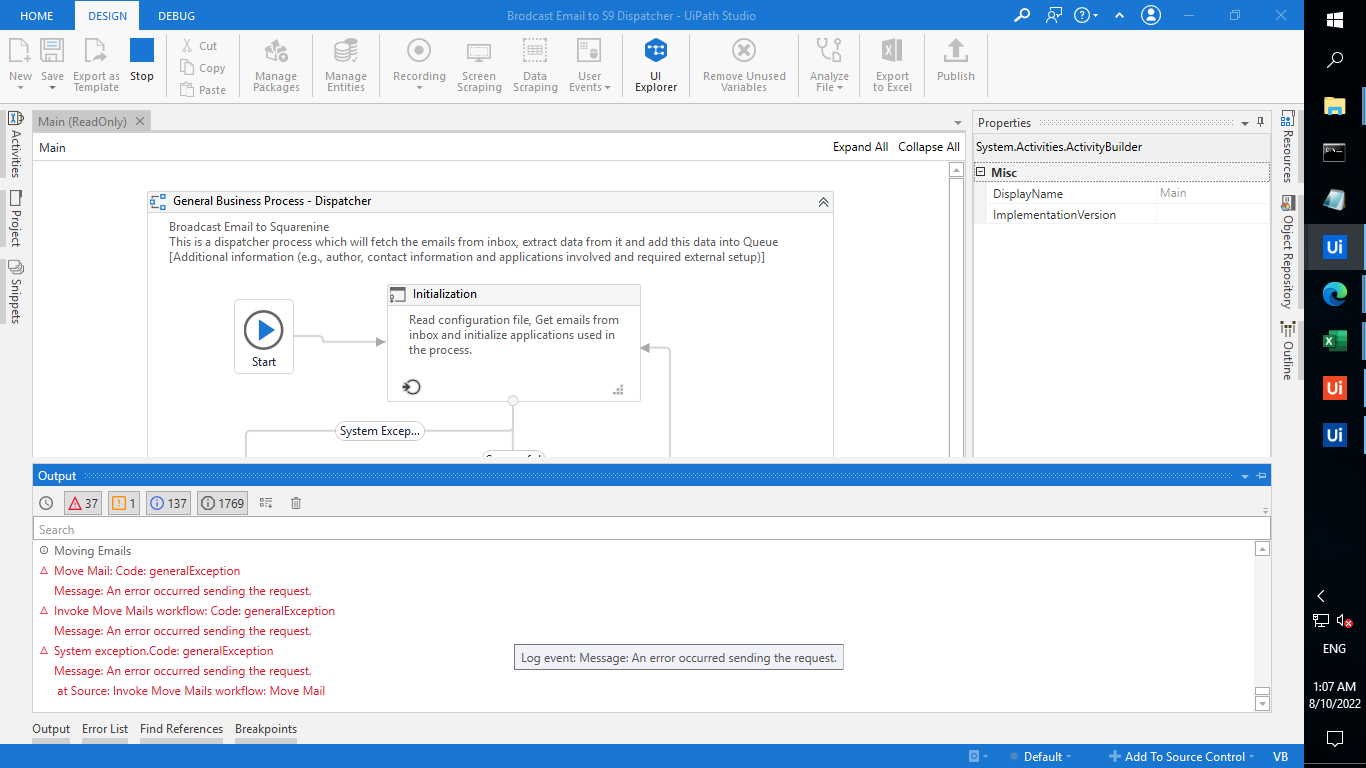 HOME
DESIGN
DEBUG
Brodcast Email to S9 Dispatcher - UiPath Studio
New
Save
Export as
Template
Stop
Cut
Copy
Paste
Manage
Packages
Manage
Entities
Recording
Screen
Scraping
Data
Scraping
User
Events
UI
Explorer
Remove Unused
Variables
Analyze
File
Export
to Excel
Publish
Activities
Project
Snippets
Main (ReadOnly)
Main
Expand All
Collapse All
General Business Process - Dispatcher
Broadcast Email to Squarenine
This is a dispatcher process which will fetch the emails from inbox, extract data from it and add this data into Queue
[Additional information (e.g., author, contact information and applications involved and required external setup)]
Start
Initialization
Read configuration file, Get emails from
inbox and initialize applications used in
the process.
System Excep...
Properties
System.Activities.ActivityBuilder
Misc
DisplayName
Main
ImplementationVersion
Resources
Object Repository
Outline
Output
37
1
137
1769
Search
Moving Emails
Move Mail: Code: generalException
Message: An error occurred sending the request.
Invoke Move Mails workflow: Code: generalException
Message: An error occurred sending the request.
System exception.Code: generalException
Message: An error occurred sending the request.
at Source: Invoke Move Mails workflow: Move Mail
Log event: Message: An error occurred sending the request.
Output
Error List
Find References
Breakpoints
Default
Add To Source Control
VB
Ui
Ui
Ui
ENG
1:07 AM
8/10/2022